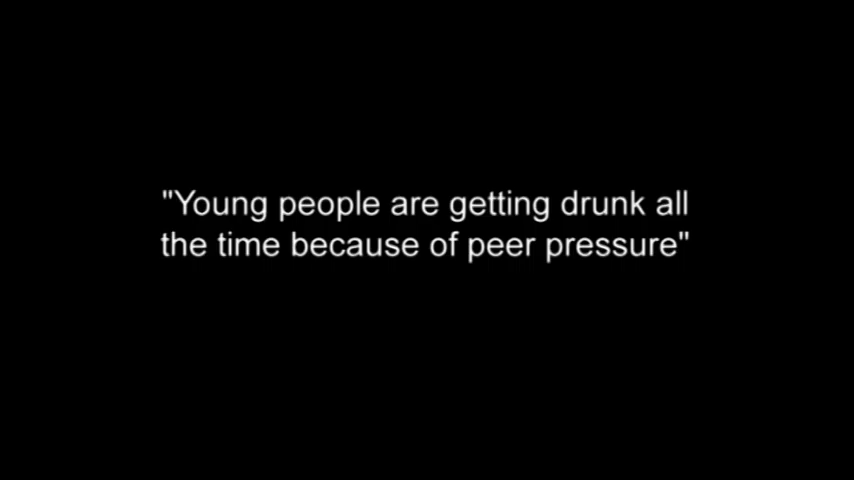 "Young people are getting drunk all
the time because of peer pressure"